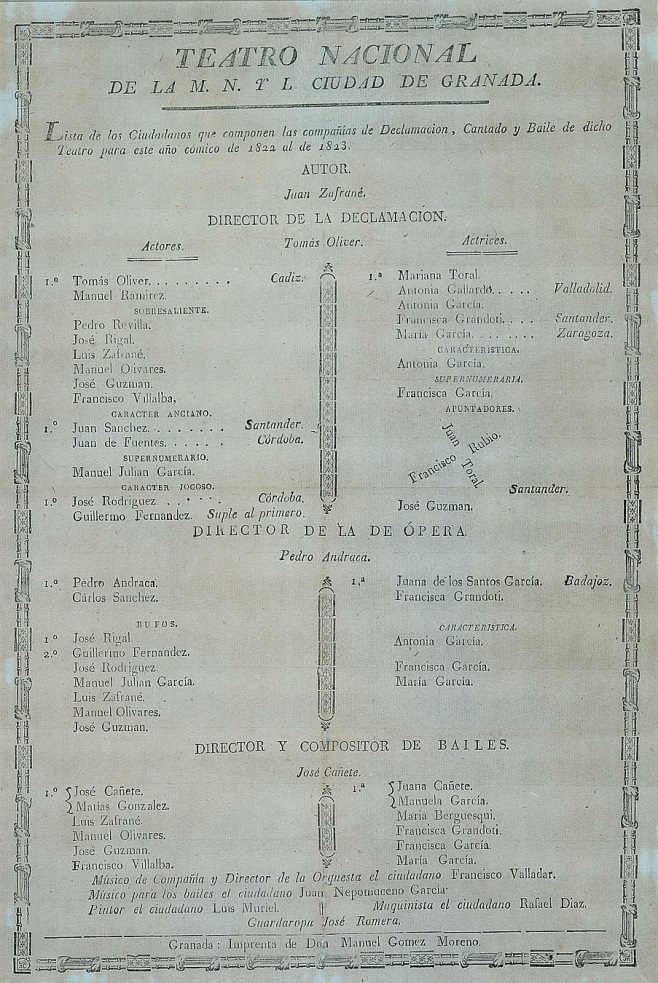 TEATRO NACIONAL
DE LA M. N. Y L CIUDAD DE GRANADA.
Lista de los Ciudadanos que componen las compañias de Declamacion, Cantado y Baile de dicho
Teatro para este año cómico de 1822 al de 1823.
AUTOR.
Juan Zafrané.
DIRECTOR DE LA DECLAMACION.
Tomás Oliver.
Actores.
1.º Tomás Oliver. . . . . . . . . Cadiz.
Manuel Ramirez.
SOBRESALIENTE.
Pedro Revilla.
José Rigal.
Luis Zafrané.
Manuel Olivares.
José Guzman.
Francisco Villalba.
CARACTER ANCIANO.
1.º Juan Sanchez. . . . . . . . Santander.
Juan de Fuentes. . . . . . Córdoba.
SUPERNUMERARIO.
Manuel Julian García.
CARACTER JOCOSO.
1.º José Rodriguez . . . . . . Córdoba.
Guillermo Fernandez. Suple al primero.
Actrices.
1.ª Mariana Toral.
Antonia Gallardo. . . . . Valladolid.
Antonia García.
Francisca Grandoti. . . . Santander.
María García. . . . . . . . Zaragoza.
CARACTERISTICA.
Antonia García.
SUPERNUMERARIA.
Francisca García.
APUNTADORES.
Juan Rubio.
Francisco Toral.
Santander.
José Guzman.
DIRECTOR DE LA DE ÓPERA
Pedro Andraca.
1.º Pedro Andraca.
Cárlos Sanchez.
BUFOS.
1.º José Rigal
2.º Guillermo Fernandez.
José Rodriguez.
Manuel Julian García.
Luis Zafrané.
Manuel Olivares.
José Guzman.
1.ª Juana de los Santos García. Badajoz.
Francisca Grandoti.
CARACTERISTICA.
Antonia García.
Francisca García.
María García.
DIRECTOR Y COMPOSITOR DE BAILES.
José Cañete.
1.º José Cañete.
Matías Gonzalez.
Luis Zafrané.
Manuel Olivares.
José Guzman.
Francisco Villalba.
1.ª Juana Cañete.
Manuela García.
Maria Berguesqui.
Francisca Grandoti.
Francisca García.
María García.
Músico de Compañia y Director de la Orquesta el ciudadano Francisco Valladar.
Músico para los bailes el ciudadano Juan Nepomuceno García.
Pintor el ciudadano Luis Muriel. Maquinista el ciudadano Rafael Diaz.
Guardaropa José Romera.
Granada: Imprenta de Don Manuel Gomez Moreno.